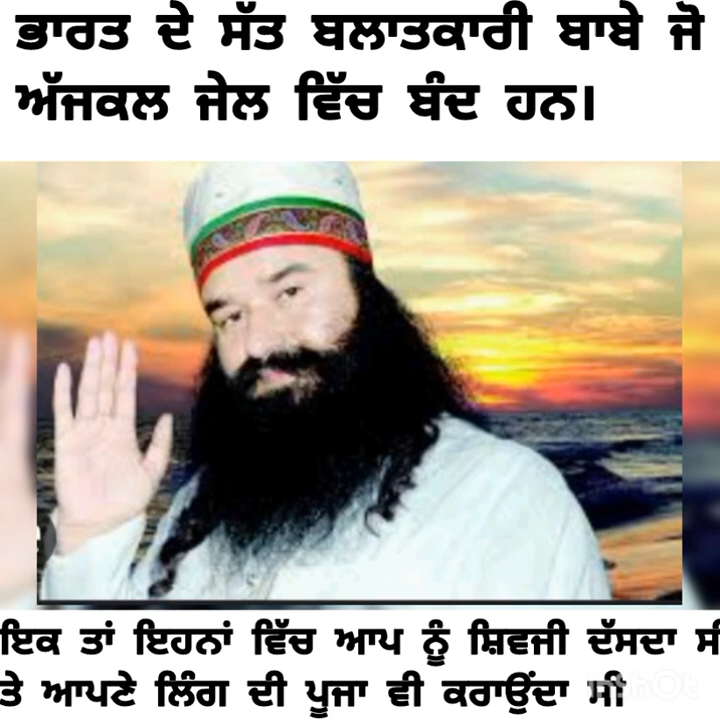 ਭਾਰਤ ਦੇ ਸੱਤ ਬਲਾਤਕਾਰੀ ਬਾਬੇ ਜੋ
ਅੱਜਕਲ ਜੇਲ ਵਿੱਚ ਬੰਦ ਹਨ।
ਇਕ ਤਾਂ ਇਹਨਾਂ ਵਿੱਚ ਆਪ ਨੂੰ ਸ਼ਿਵਜੀ ਦੱਸਦਾ
ਤੇ ਆਪਣੇ ਲਿੰਗ ਦੀ ਪੂਜਾ ਵੀ ਕਰਾਉਂਦਾ ਸੀ